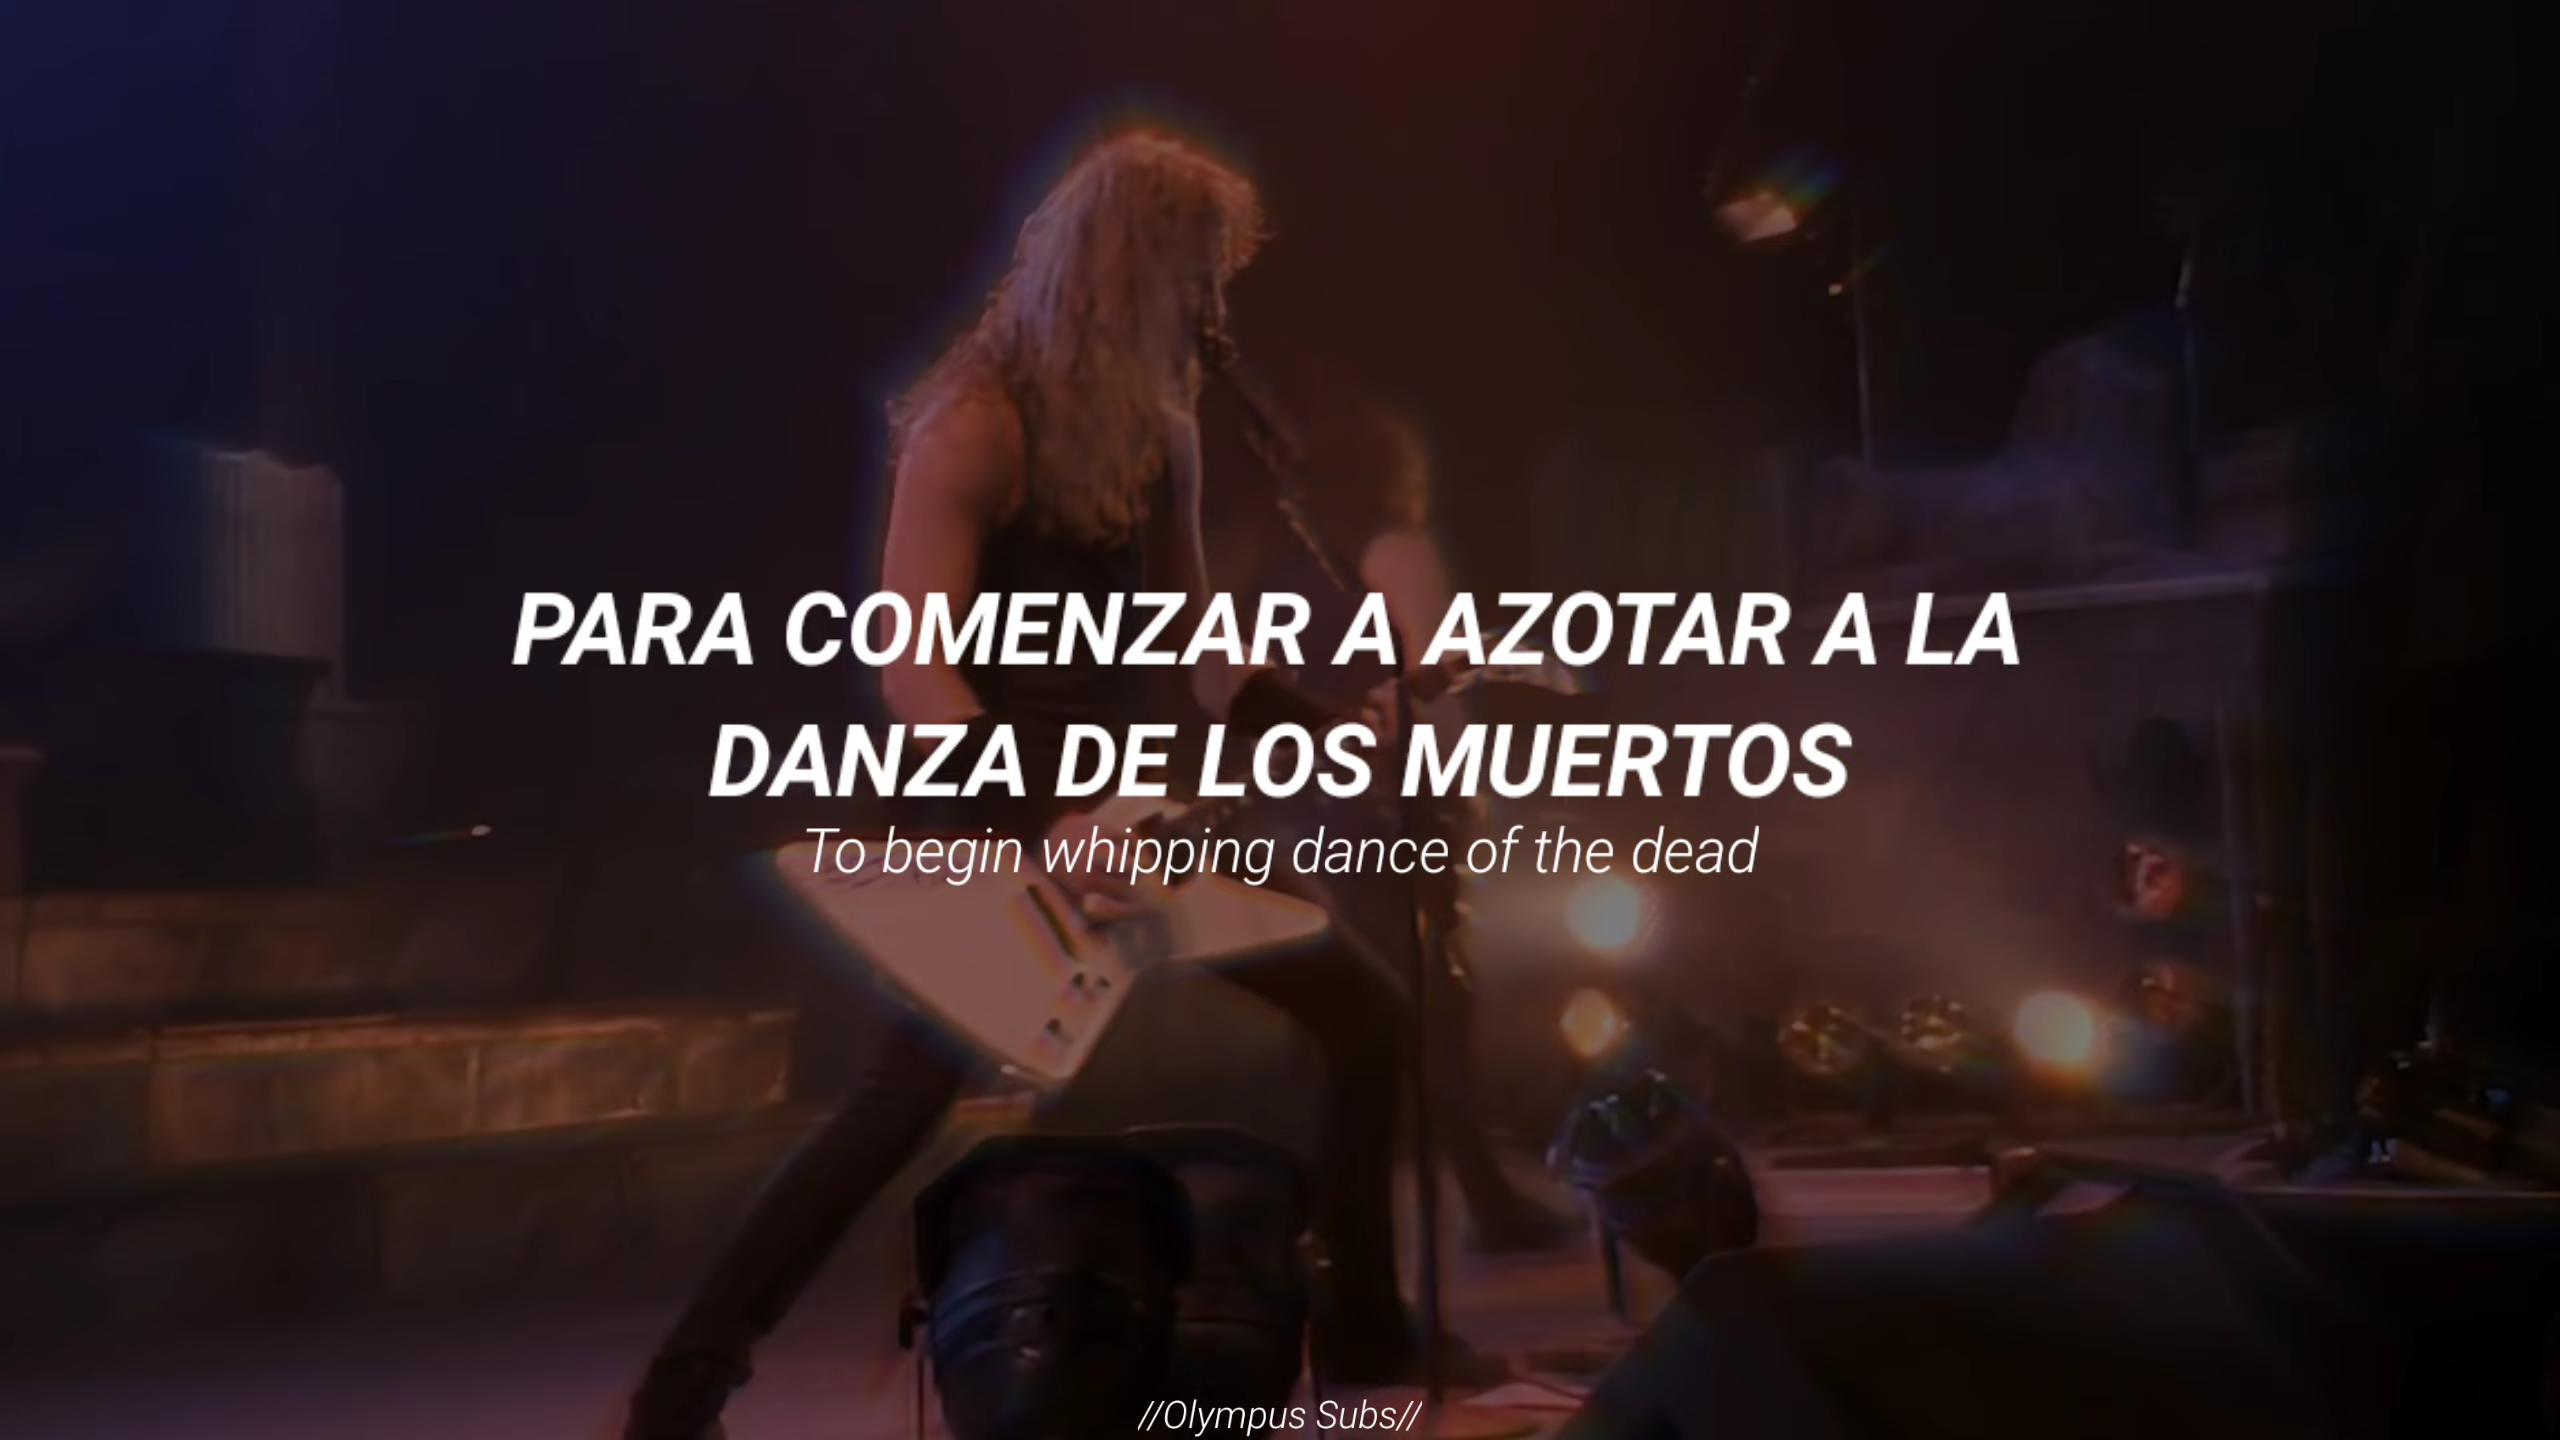 PARA COMENZAR A AZOTAR A LA
DANZA DE LOS MUERTOS
To begin whipping dance of the dead
//Olympus Subs//